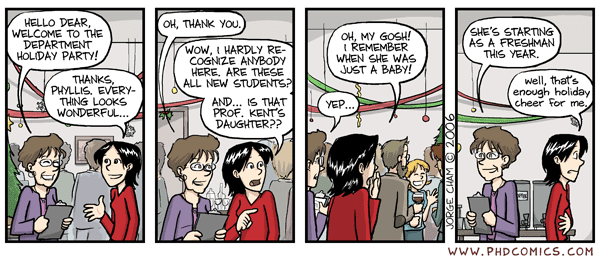 HELLO DEAR,
WELCOME TO THE
DEPARTMENT
HOLIDAY PARTY!
THANKS,
PHYLLIS. EVERY-
THING LOOKS
WONDERFUL...
OH, THANK YOU.
WOW, I HARDLY RE-
COGNIZE ANYBODY
HERE. ARE THESE
ALL NEW STUDENTS?
AND... IS THAT
PROF. KENT'S
DAUGHTER??
OH, MY GOSH!
I REMEMBER
WHEN SHE WAS
JUST A BABY!
YEP...
SHE'S STARTING
AS A FRESHMAN
THIS YEAR.
well, that's
enough holiday
cheer for me.
JORGE CHAM © 2006
WWW.PHDCOMICS.COM